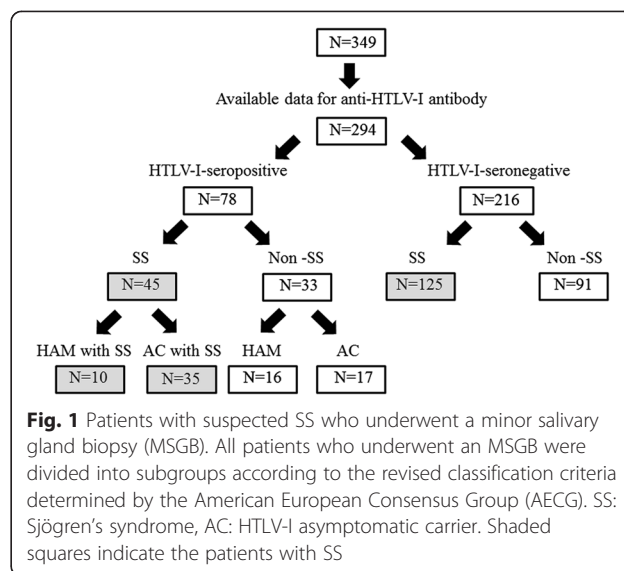 N=349
Available data for anti-HTLV-I antibody
N=294
HTLV-I-seropositive HTLV-I-seronegative
N=78 N=216
SS Non -SS SS Non -SS
N=45 N=33 N=125 N=91
HAM with SS AC with SS HAM AC
N=10 N=35 N=16 N=17
Fig. 1 Patients with suspected SS who underwent a minor salivary
gland biopsy (MSGB). All patients who underwent an MSGB were
divided into subgroups according to the revised classification criteria
determined by the American European Consensus Group (AECG). SS:
Sjögren's syndrome, AC: HTLV-I asymptomatic carrier. Shaded
squares indicate the patients with SS